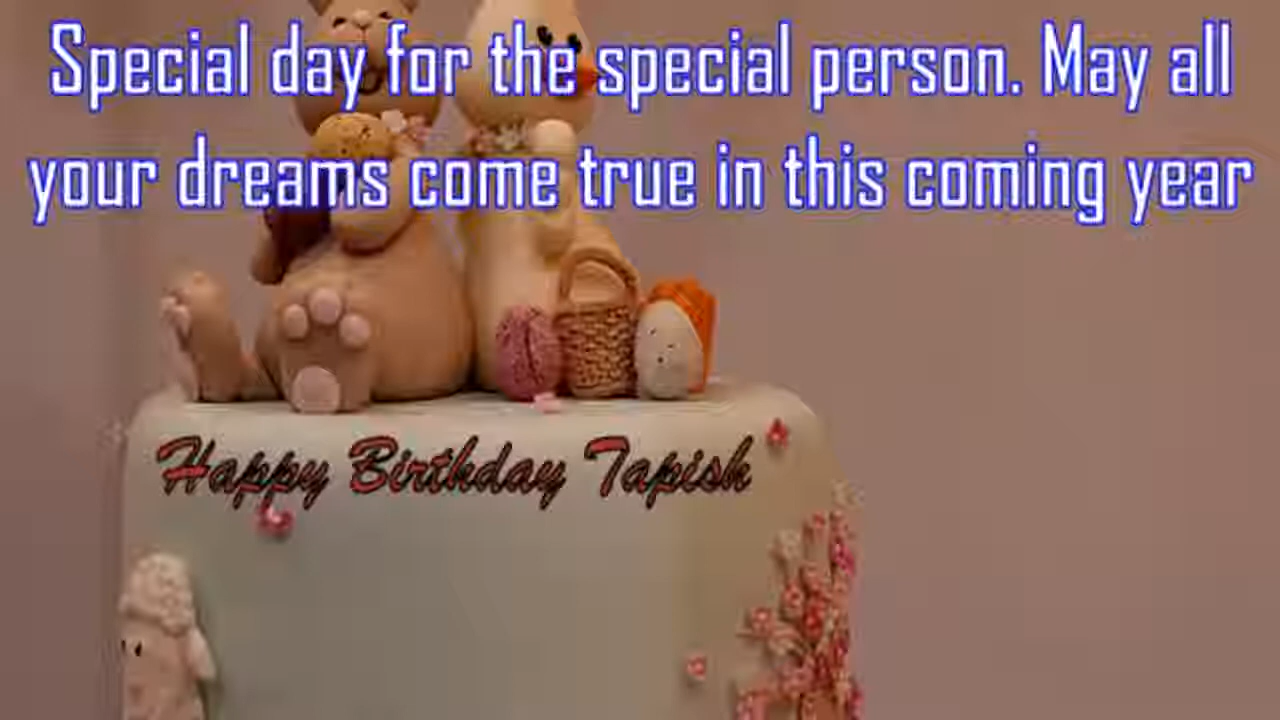 Special day for the special person. May all
your dreams come true in this coming year
Happy Birthday Tapish